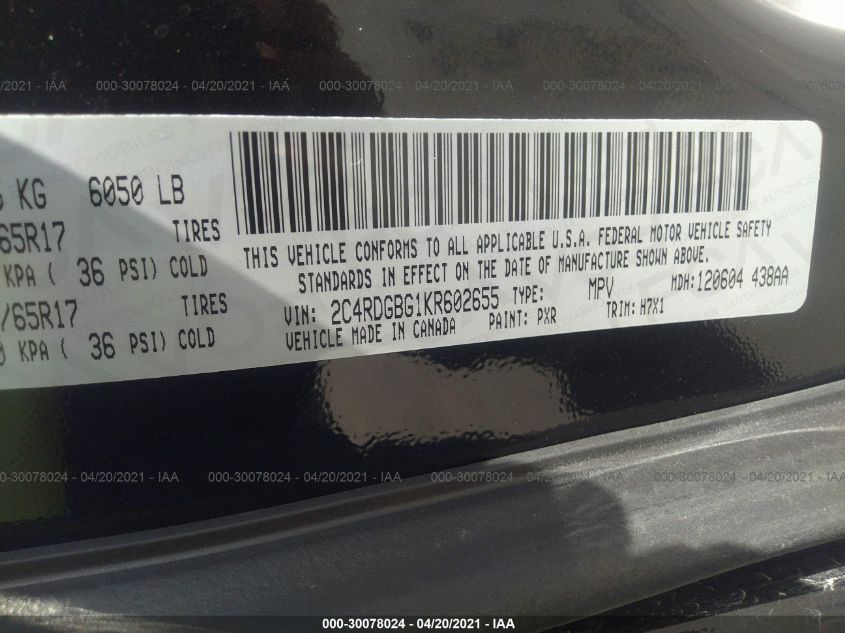 000-30078024 - 04/20/2021 - IAA
KG 6050 LB
65R17 TIRES
KPA ( 36 PSI) COLD
/65R17 TIRES
KPA ( 36 PSI) COLD
THIS VEHICLE CONFORMS TO ALL APPLICABLE U.S.A. FEDERAL MOTOR VEHICLE SAFETY
STANDARDS IN EFFECT ON THE DATE OF MANUFACTURE SHOWN ABOVE.
VIN: 2C4RDGBG1KR602655 TYPE: MPV MDH:120604 438AA
VEHICLE MADE IN CANADA PAINT: PXR TRIM: H7X1
000-30078024 - 04/20/2021 - IAA
000-30078024 - 04/20/2021 - IAA